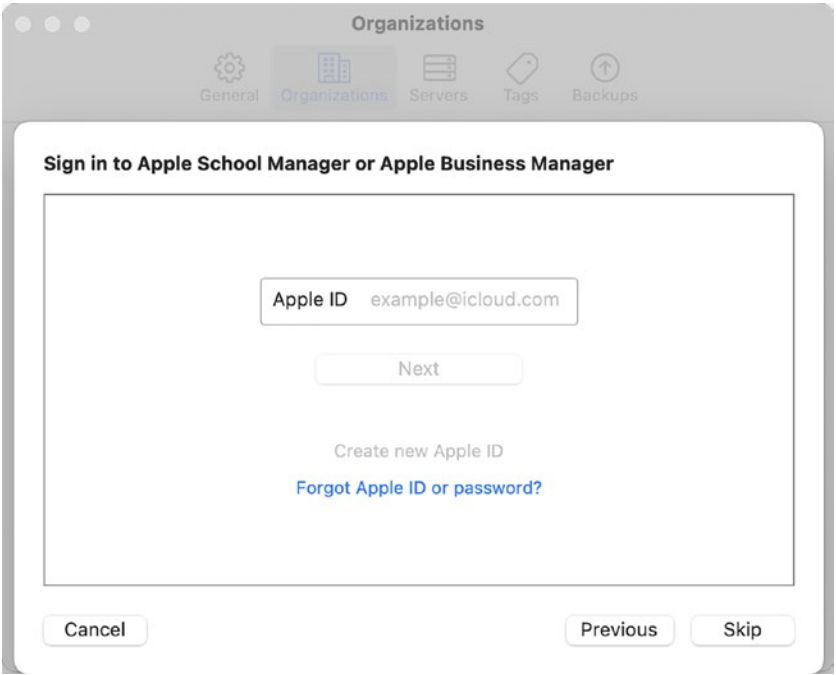 Organizations
General Organizations Servers Tags Backups
Sign in to Apple School Manager or Apple Business Manager
Apple ID example@icloud.com
Next
Create new Apple ID
Forgot Apple ID or password?
Cancel Previous Skip